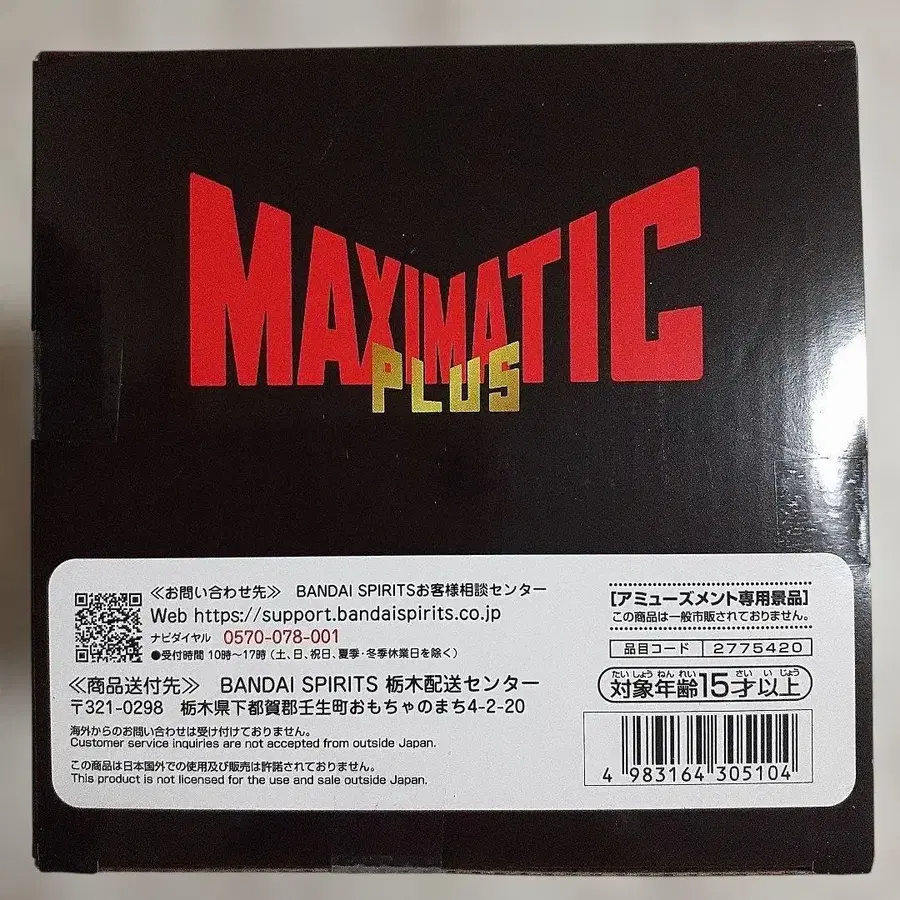 MAXIMATIC
PLUS
≪お問い合わせ先≫ BANDAI SPIRITSお客様相談センター
Web https://support.bandaispirits.co.jp
ナビダイヤル 0570-078-001
●受付時間 10時〜17時（土、日、祝日、夏季・冬季休業日を除く）
≪商品送付先≫ BANDAI SPIRITS 栃木配送センター
〒321-0298 栃木県下都賀郡壬生町おもちゃのまち4-2-20
海外からのお問い合わせは受け付けておりません。
Customer service inquiries are not accepted from outside Japan.
この商品は日本国外での使用及び販売は許諾されておりません。
This product is not licensed for the use and sale outside Japan.
[アミューズメント専用景品]
この商品は一般市販されておりません。
品目コード 2775420
たい しょう ねん れい さい い じょう
対象年齢15才以上
4 983164 305104